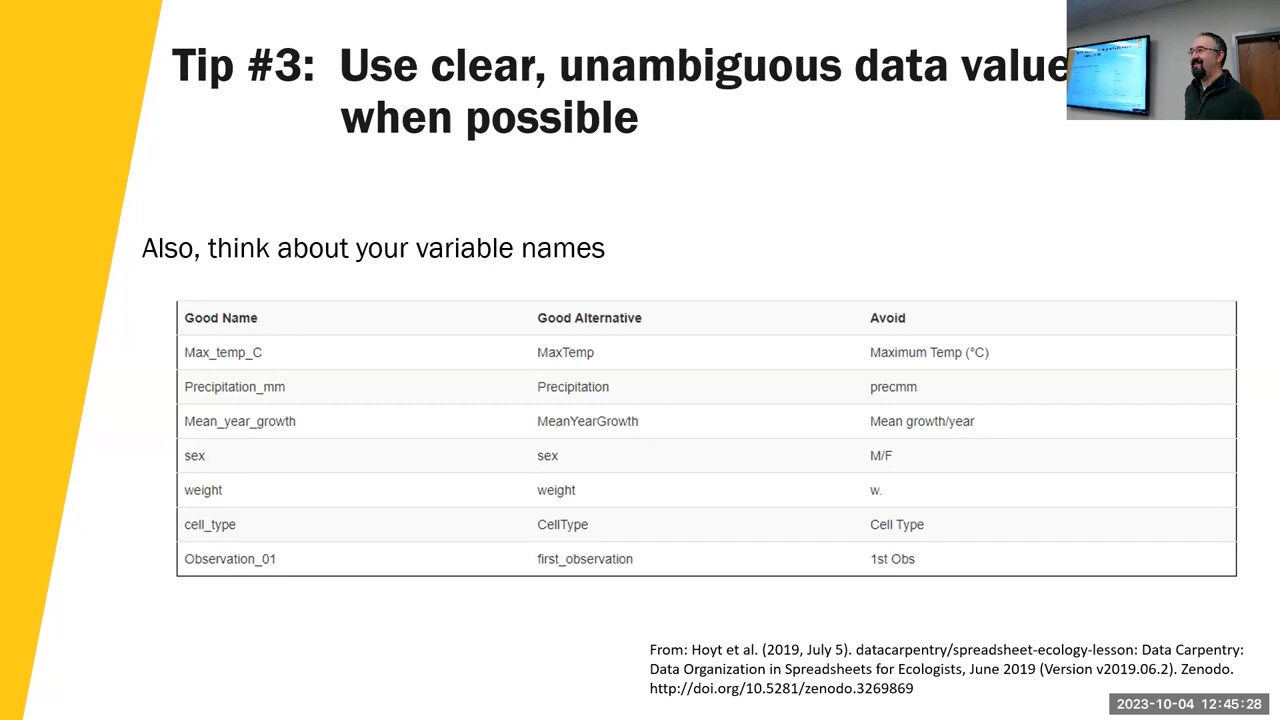 Tip #3: Use clear, unambiguous data value
when possible
Also, think about your variable names
Good Name Good Alternative Avoid
Max_temp_C MaxTemp Maximum Temp (°C)
Precipitation_mm Precipitation precmm
Mean_year_growth MeanYearGrowth Mean growth/year
sex sex M/F
weight weight w.
cell_type CellType Cell Type
Observation_01 first_observation 1st Obs
From: Hoyt et al. (2019, July 5). datacarpentry/spreadsheet-ecology-lesson: Data Carpentry:
Data Organization in Spreadsheets for Ecologists, June 2019 (Version v2019.06.2). Zenodo.
http://doi.org/10.5281/zenodo.3269869
2023-10-04 12:45:28